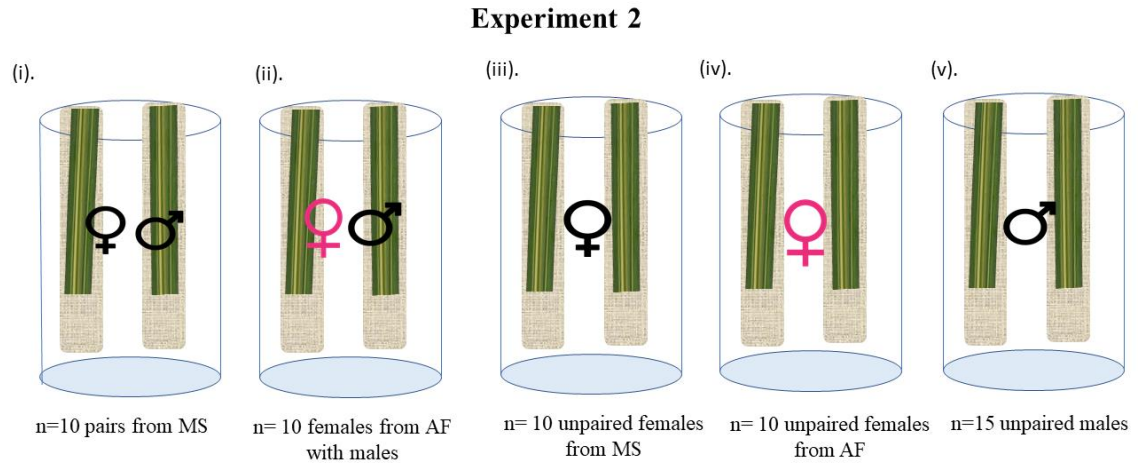 Experiment 2
(i).
(ii).
(iii).
(iv).
(v).
n=10 pairs from MS
n= 10 females from AF
with males
n= 10 unpaired females
from MS
n= 10 unpaired females
from AF
n=15 unpaired males